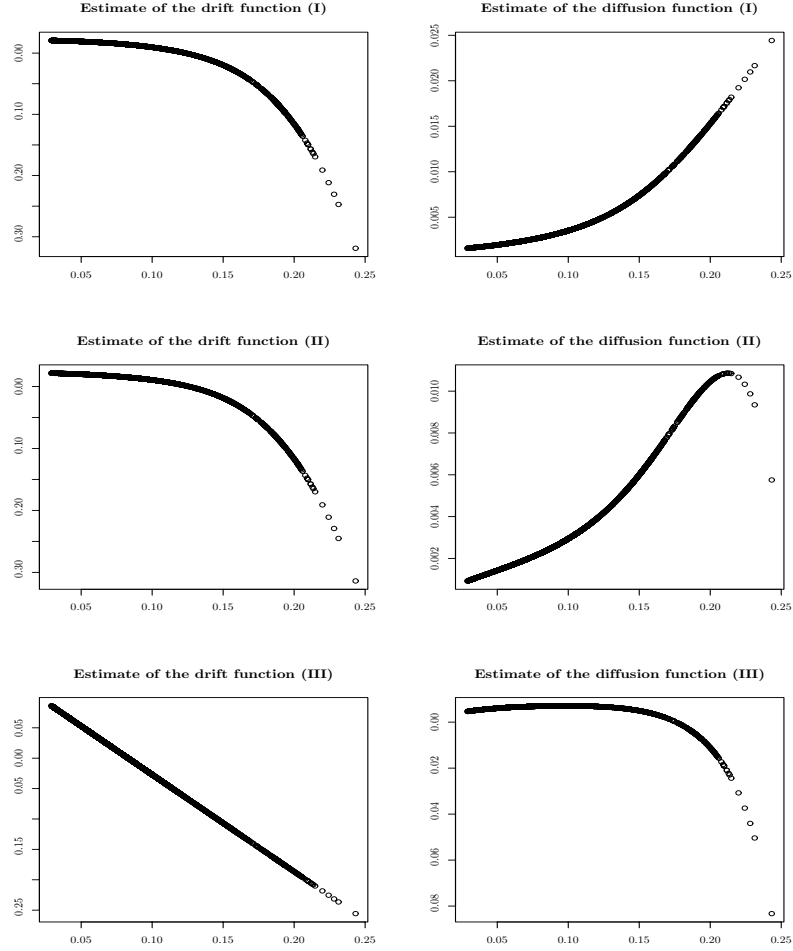 Estimate of the drift function (I)
0.00
0.10
0.20
0.30
0.05 0.10 0.15 0.20 0.25
Estimate of the diffusion function (I)
0.025
0.020
0.015
0.010
0.005
0.05 0.10 0.15 0.20 0.25
Estimate of the drift function (II)
0.00
0.10
0.20
0.30
0.05 0.10 0.15 0.20 0.25
Estimate of the diffusion function (II)
0.010
0.008
0.006
0.004
0.002
0.05 0.10 0.15 0.20 0.25
Estimate of the drift function (III)
0.05
0.00
0.05
0.15
0.25
0.05 0.10 0.15 0.20 0.25
Estimate of the diffusion function (III)
0.00
0.02
0.04
0.06
0.08
0.05 0.10 0.15 0.20 0.25